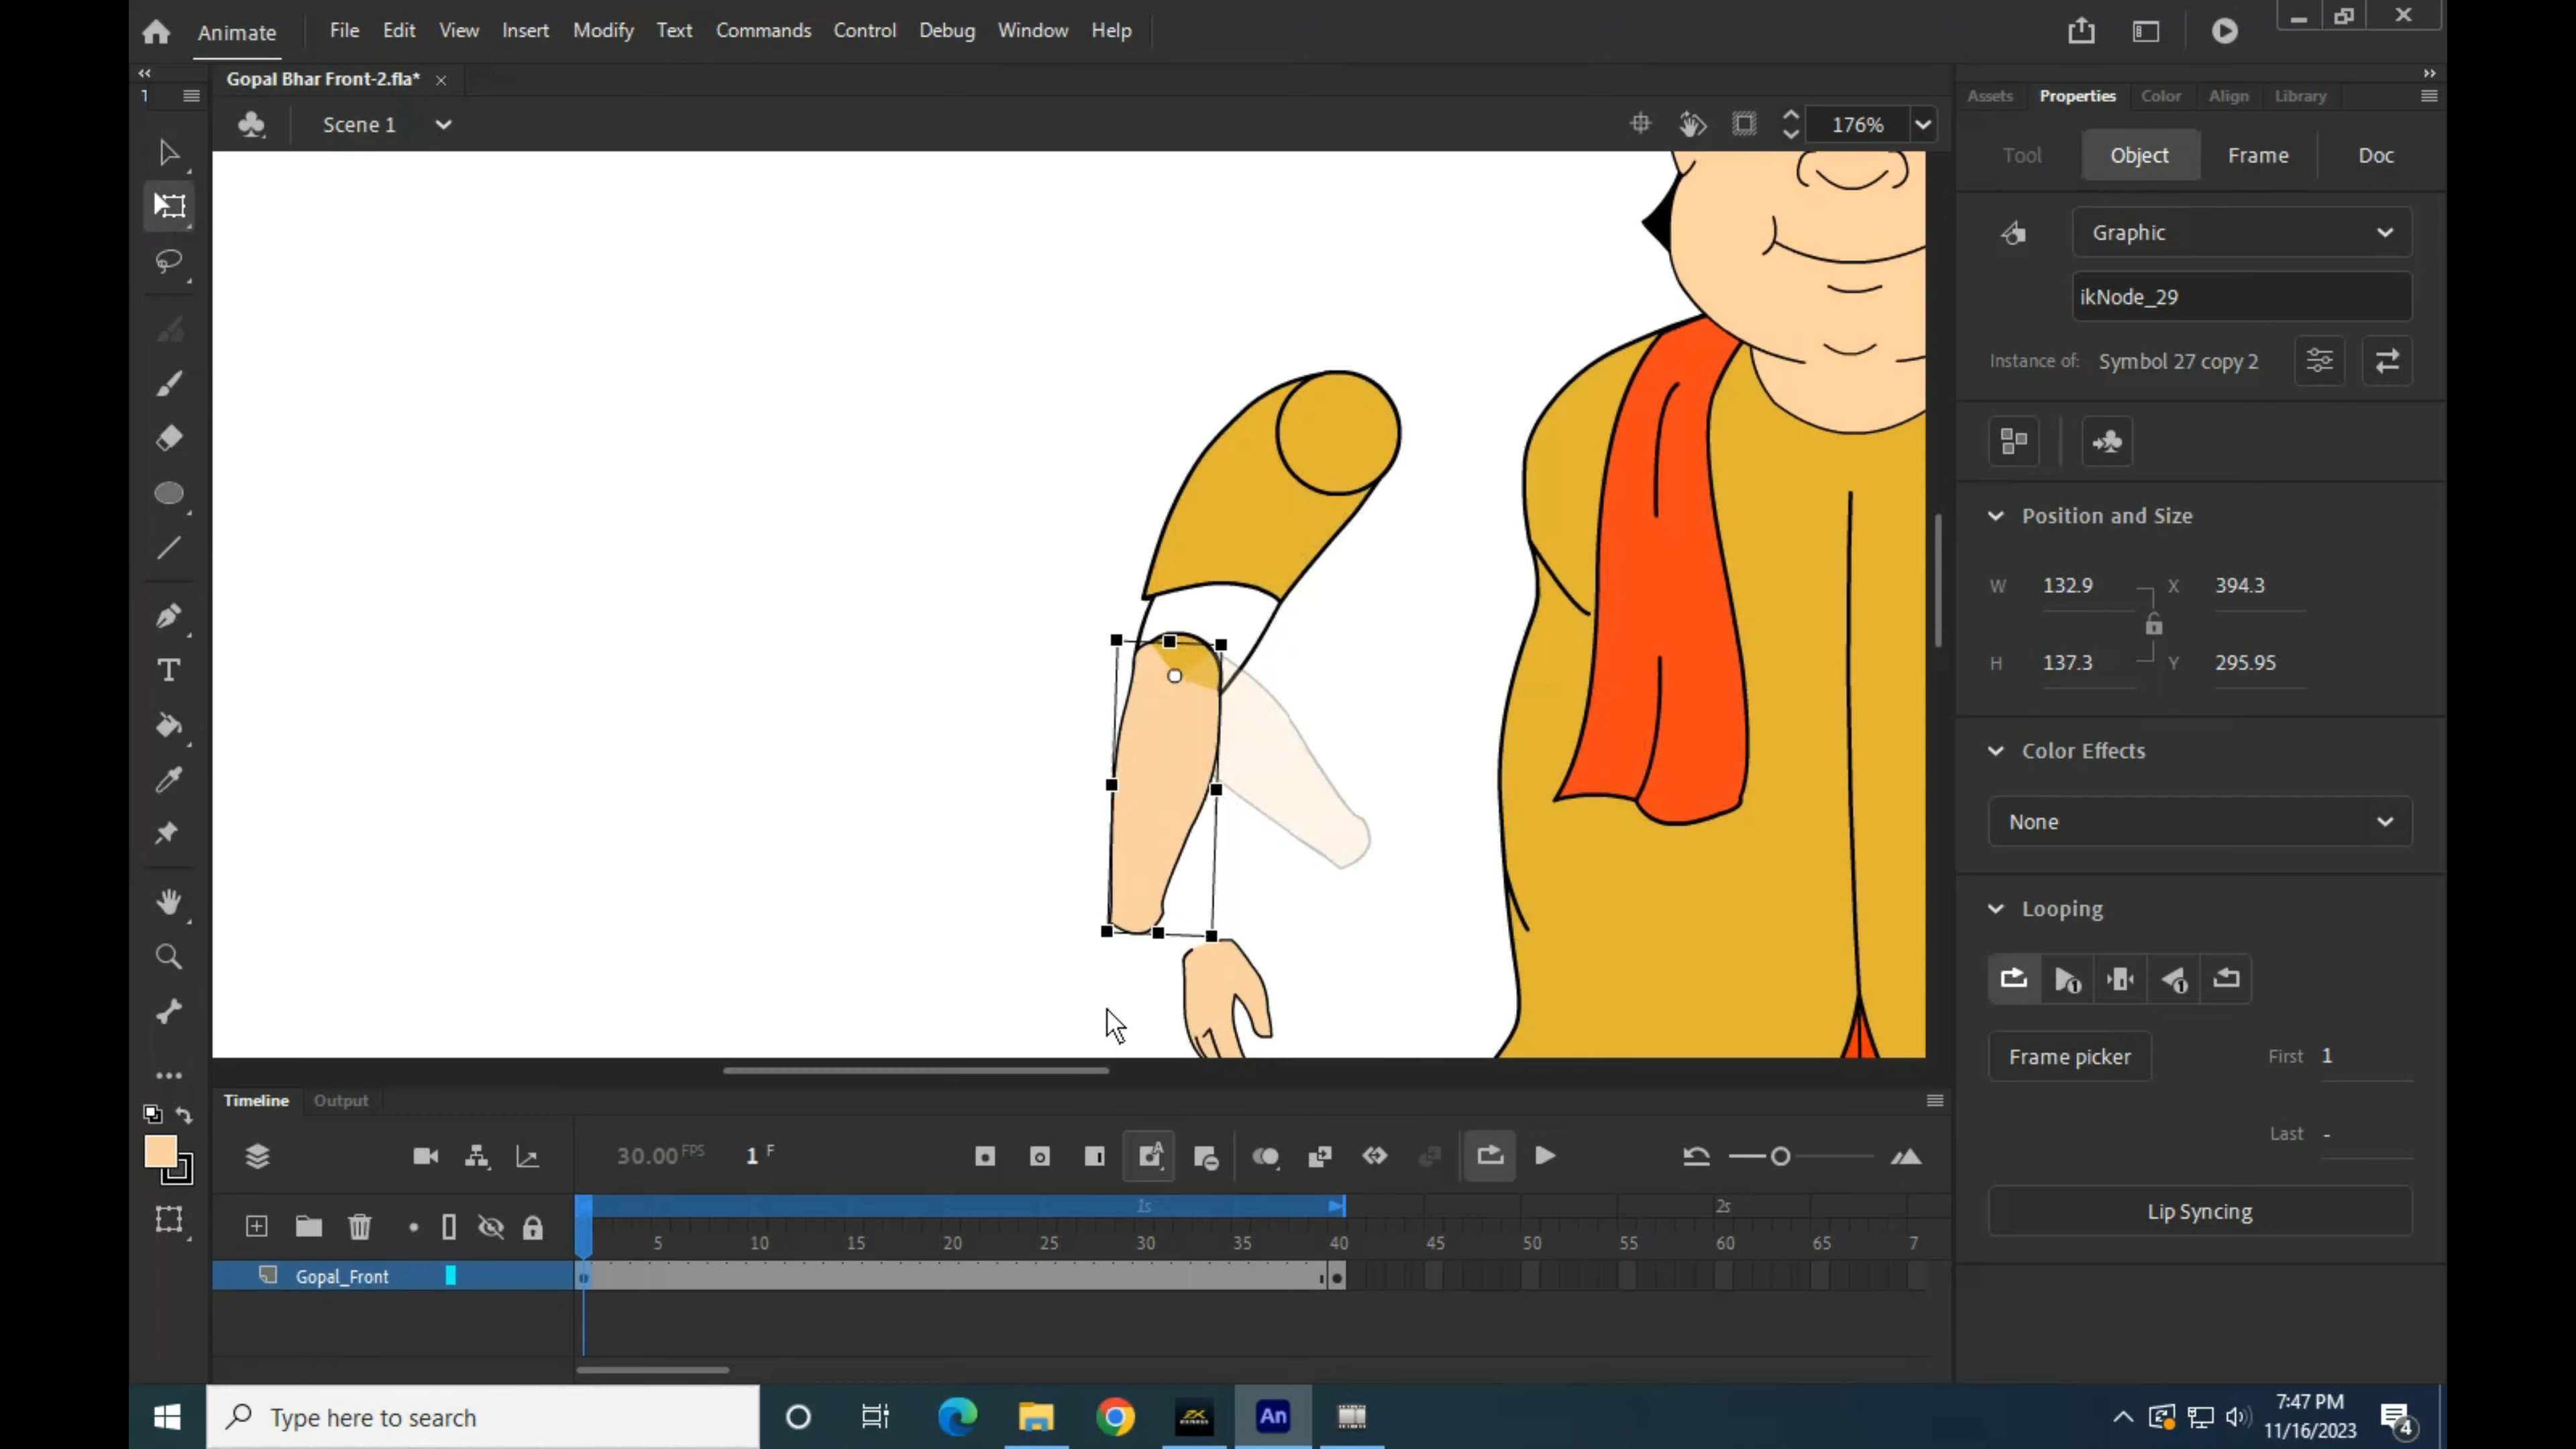 Animate File Edit View Insert Modify Text Commands Control Debug Window Help
Gopal Bhar Front-2.fla*
Scene 1
176%
Assets Properties Color Align Library
Tool Object Frame Doc
Graphic
ikNode_29
Instance of: Symbol 27 copy 2
Position and Size
W 132.9 X 394.3
H 137.3 Y 295.95
Color Effects
None
Looping
Frame picker First 1
Last -
Lip Syncing
Timeline Output
30.00 FPS 1 F
1s 2s
5 10 15 20 25 30 35 40 45 50 55 60 65 7
Gopal_Front
Type here to search
An
7:47 PM
11/16/2023
4